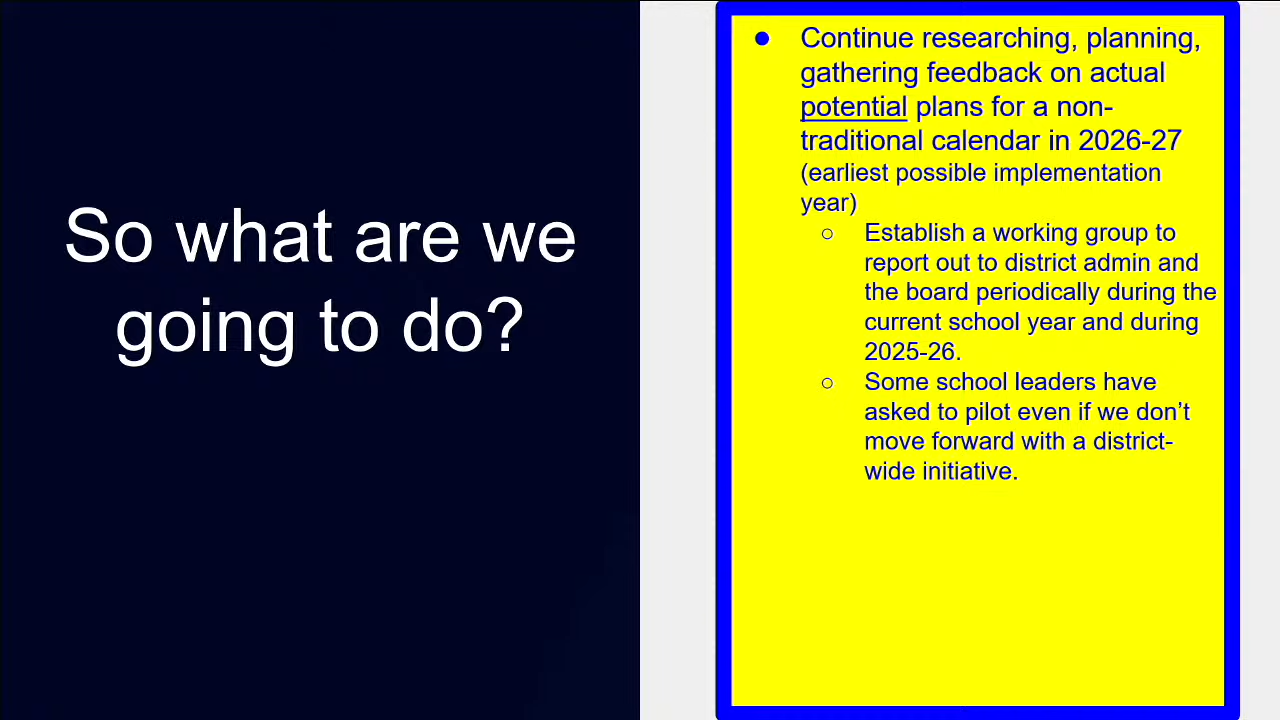 So what are we
going to do?
● Continue researching, planning,
gathering feedback on actual
potential plans for a non-
traditional calendar in 2026-27
(earliest possible implementation
year)
○ Establish a working group to
report out to district admin and
the board periodically during the
current school year and during
2025-26.
○ Some school leaders have
asked to pilot even if we don’t
move forward with a district-
wide initiative.